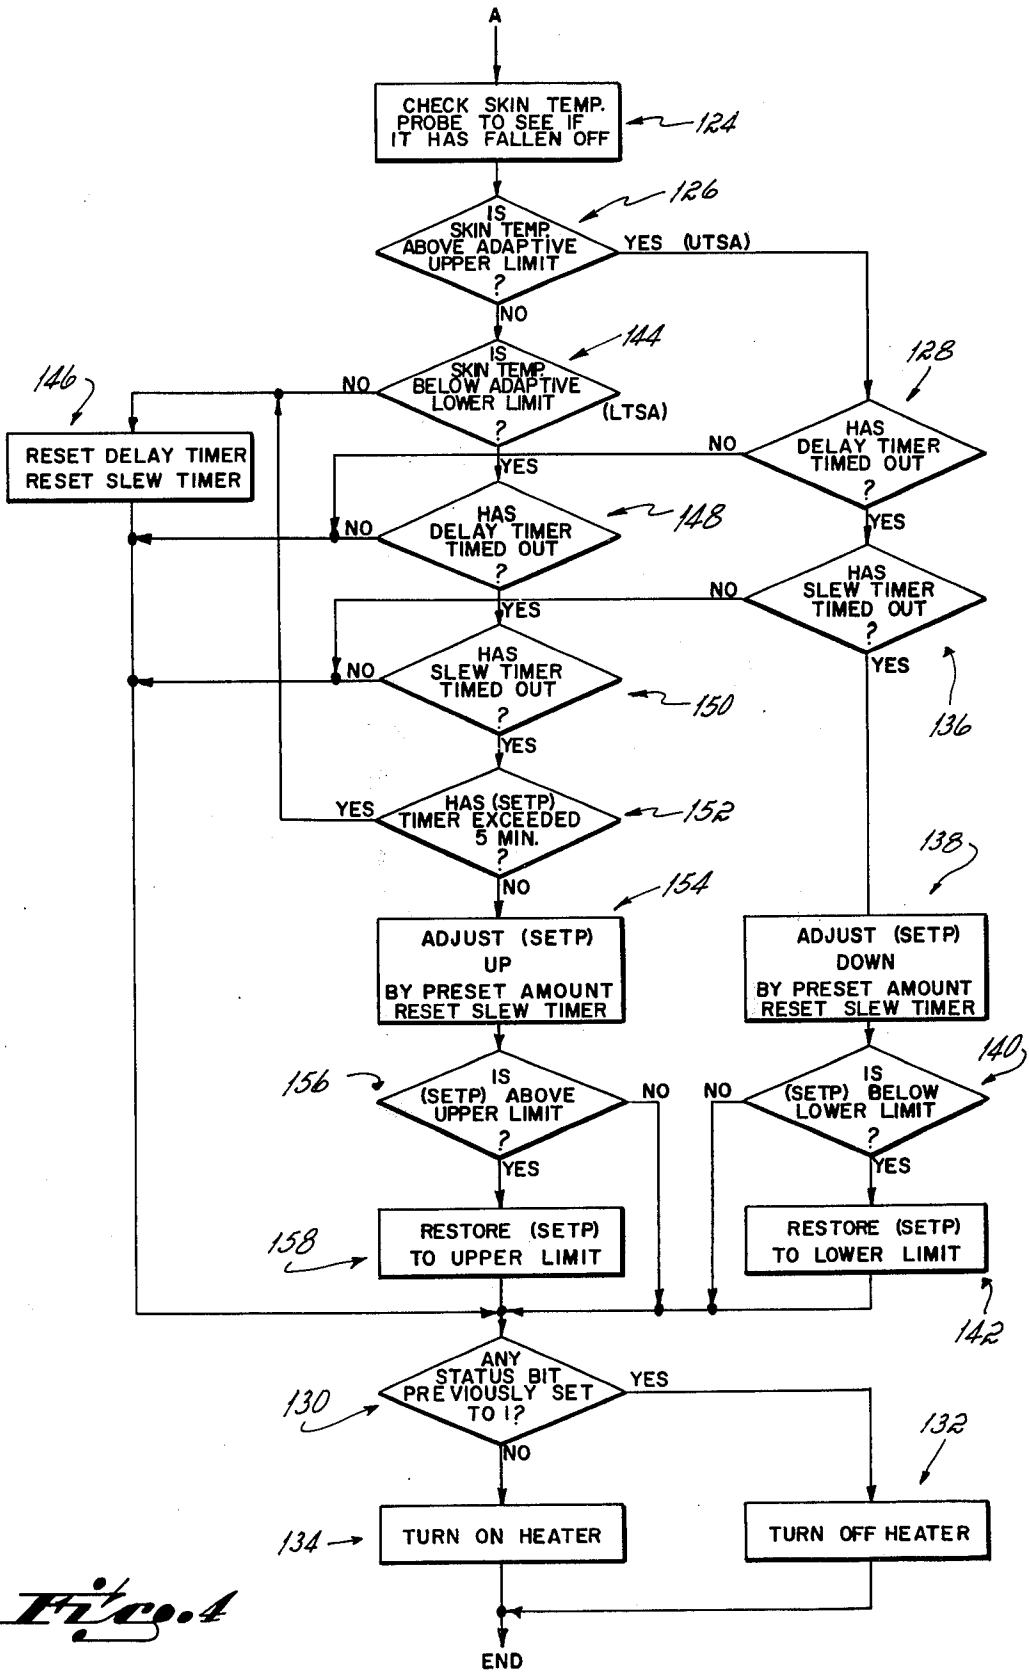 A
CHECK SKIN TEMP.
PROBE TO SEE IF
IT HAS FALLEN OFF
124
126
IS
SKIN TEMP.
ABOVE ADAPTIVE
UPPER LIMIT
?
YES (UTSA)
NO
144
IS
SKIN TEMP.
BELOW ADAPTIVE
LOWER LIMIT
?
(LTSA)
NO
YES
146
RESET DELAY TIMER
RESET SLEW TIMER
128
HAS
DELAY TIMER
TIMED OUT
?
NO
YES
148
HAS
DELAY TIMER
TIMED OUT
?
NO
YES
HAS
SLEW TIMER
TIMED OUT
?
NO
YES
136
HAS
SLEW TIMER
TIMED OUT
?
NO
YES
150
HAS (SETP)
TIMER EXCEEDED
5 MIN.
?
YES
NO
152
154
ADJUST (SETP)
UP
BY PRESET AMOUNT
RESET SLEW TIMER
138
ADJUST (SETP)
DOWN
BY PRESET AMOUNT
RESET SLEW TIMER
156
IS
(SETP) ABOVE
UPPER LIMIT
?
NO
YES
140
IS
(SETP) BELOW
LOWER LIMIT
?
NO
YES
158
RESTORE (SETP)
TO UPPER LIMIT
RESTORE (SETP)
TO LOWER LIMIT
142
130
ANY
STATUS BIT
PREVIOUSLY SET
TO 1?
YES
NO
132
134
TURN ON HEATER
TURN OFF HEATER
Fig. 4
END